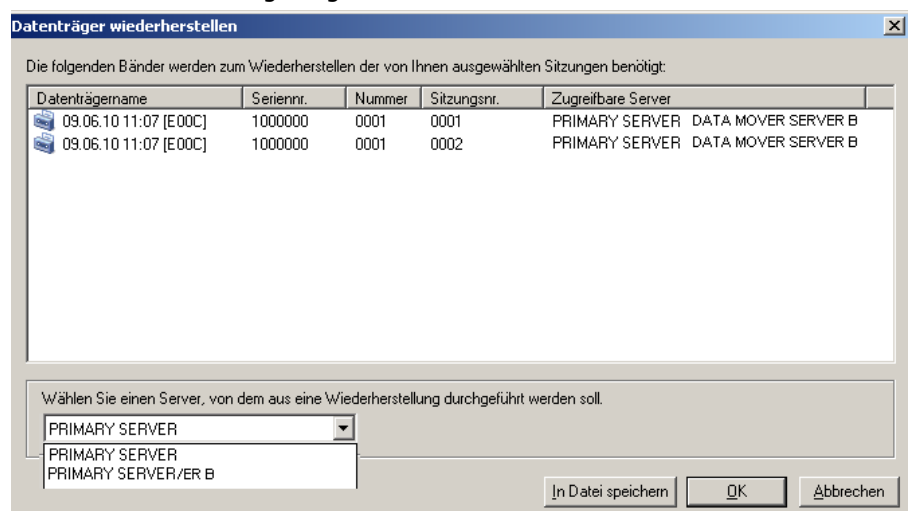 Datenträger wiederherstellen
Die folgenden Bänder werden zum Wiederherstellen der von Ihnen ausgewählten Sitzungen benötigt:
Datenträgername Seriennr. Nummer Sitzungsnr. Zugreifbare Server
09.06.10 11:07 [E00C] 1000000 0001 0001 PRIMARY SERVER DATA MOVER SERVER B
09.06.10 11:07 [E00C] 1000000 0001 0002 PRIMARY SERVER DATA MOVER SERVER B
Wählen Sie einen Server, von dem aus eine Wiederherstellung durchgeführt werden soll.
PRIMARY SERVER
PRIMARY SERVER
PRIMARY SERVER/ER B
In Datei speichern OK Abbrechen